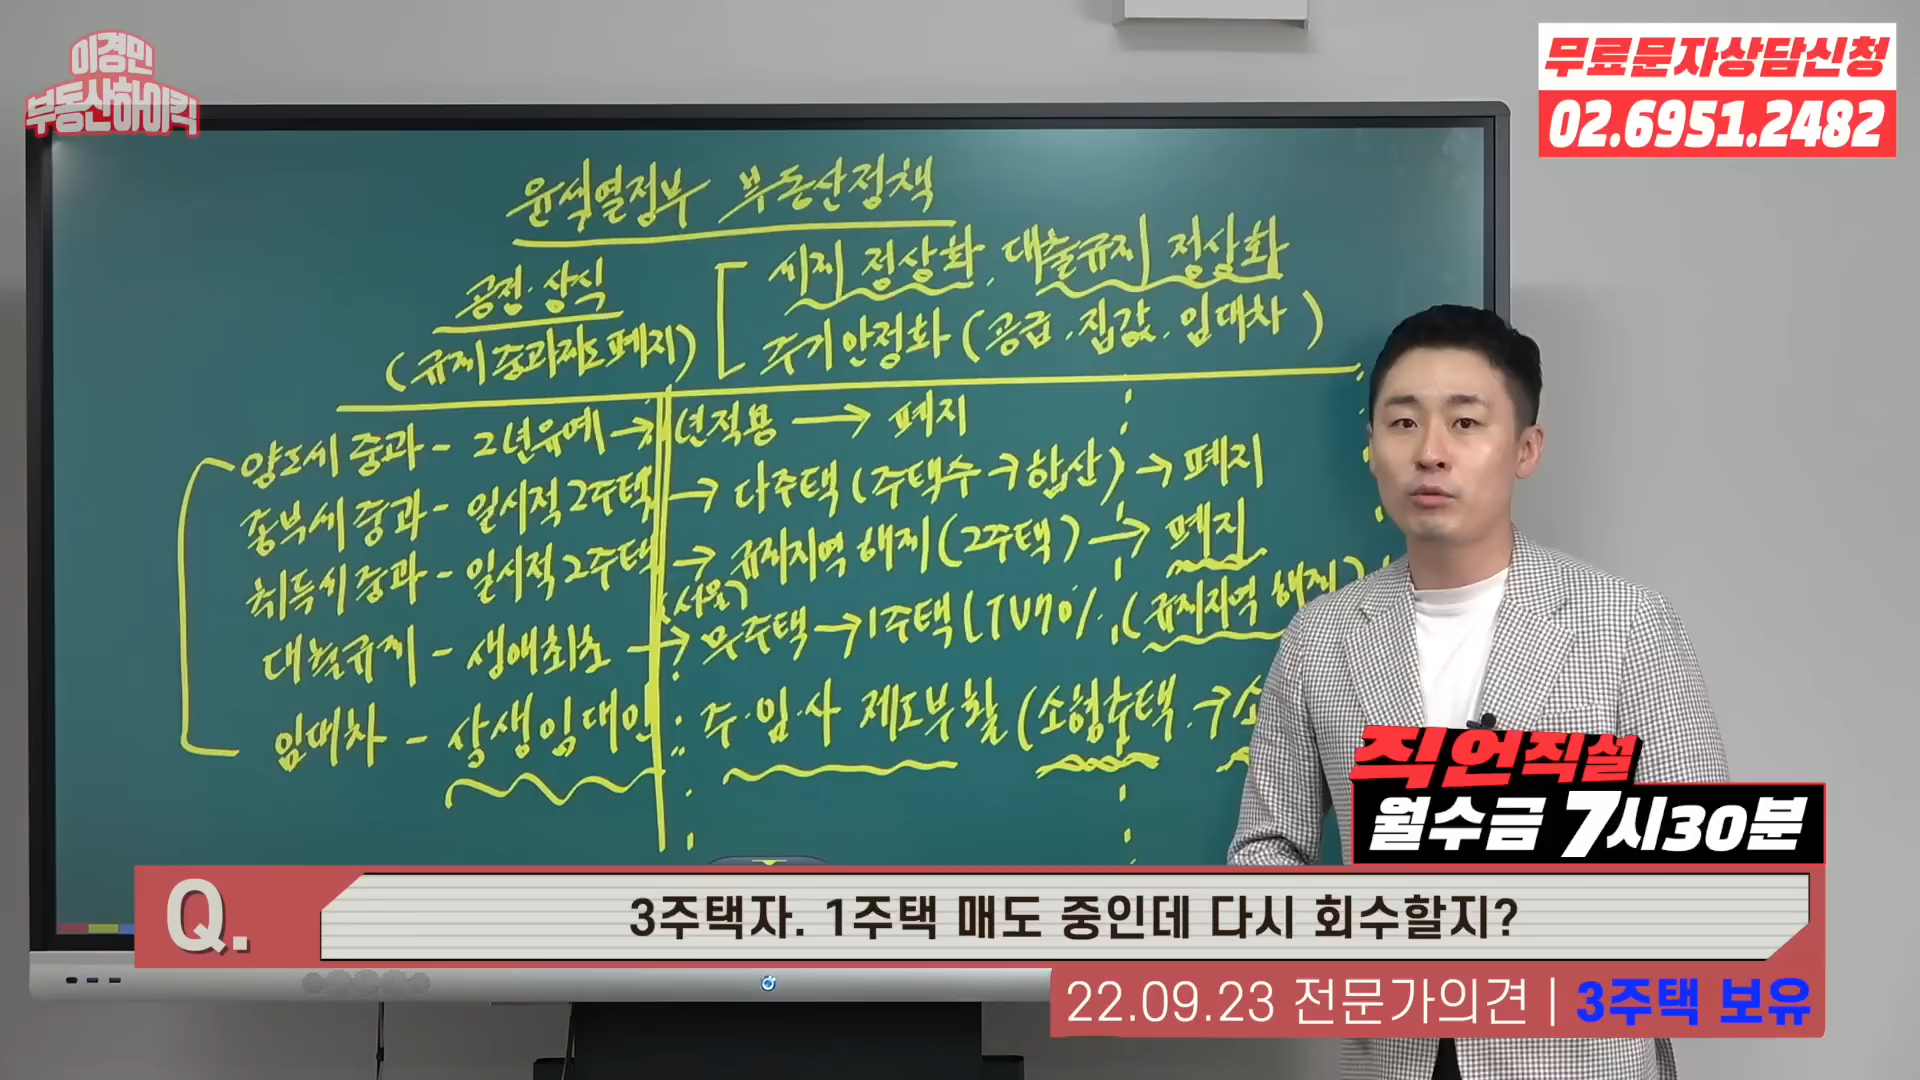 이경민
부동산하이킥
무료문자상담신청
02.6951.2482
윤석열정부 부동산정책
공정·상식
(규제 중과제도 폐지)
세제 정상화, 대출규제 정상화
주거안정화 (공급, 집값, 임대차)
양도세 중과 - 2년유예 → 1년적용 → 폐지
종부세 중과 - 일시적 2주택 → 다주택 (주택수 → 합산) → 폐지
취득세 중과 - 일시적 2주택 → 규제지역 해제 (2주택) → 폐지
(서울)
대출규제 - 생애최초 → 무주택 → 1주택 LTV70%, (규제지역 해제)
임대차 - 상생임대인 주·임·사 제도부활 (소형주택 → 소
직언직설
월수금 7시30분
Q. 3주택자. 1주택 매도 중인데 다시 회수할지?
22.09.23 전문가의견 | 3주택 보유